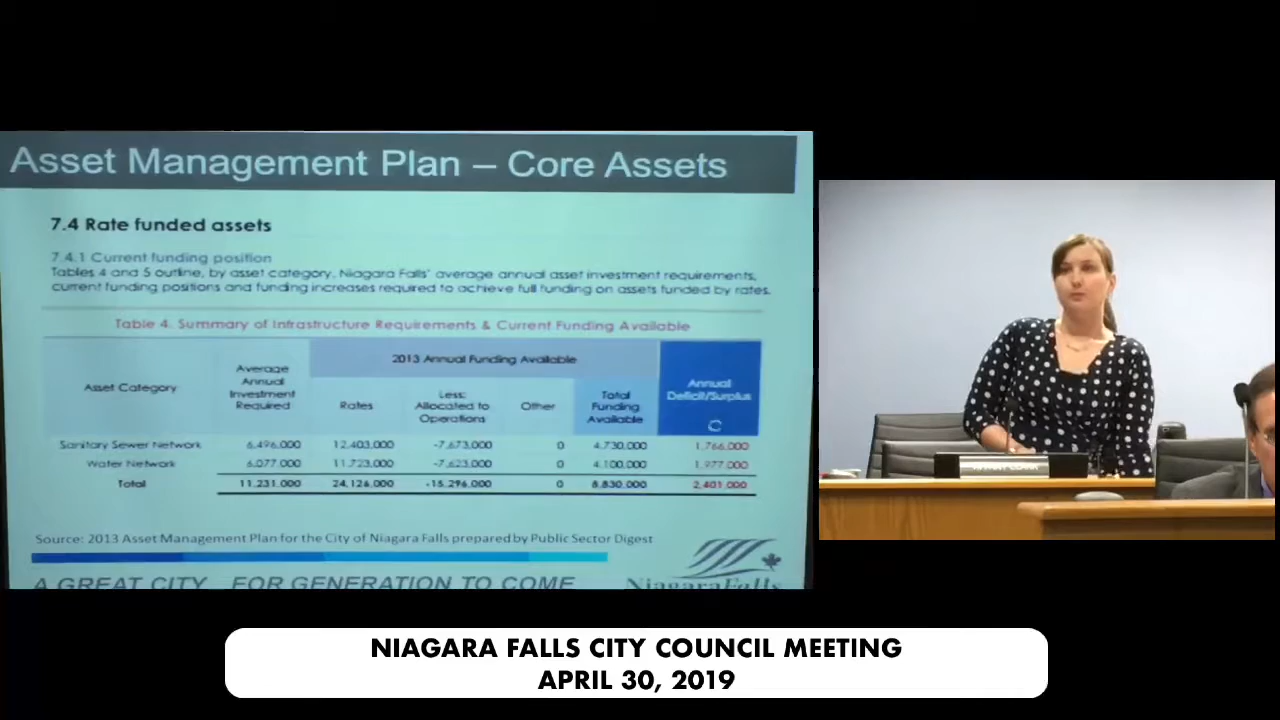 Asset Management Plan – Core Assets
7.4 Rate funded assets
7.4.1 Current funding position
Tables 4 and 5 outline, by asset category, Niagara Falls' average annual asset investment requirements,
current funding positions and funding increases required to achieve full funding on assets funded by rates.
Table 4. Summary of Infrastructure Requirements & Current Funding Available
Asset Category
Average
Annual
Investment
Required
2013 Annual Funding Available
Rates
Less:
Allocated to
Operations
Other
Total
Funding
Available
Annual
Deficit/Surplus
Sanitary Sewer Network 6,496,000 12,403,000 -7,673,000 0 4,730,000 1,766,000
Water Network 6,077,000 11,723,000 -7,623,000 0 4,100,000 1,977,000
Total 11,231,000 24,126,000 -15,296,000 0 8,830,000 2,401,000
Source: 2013 Asset Management Plan for the City of Niagara Falls prepared by Public Sector Digest
A GREAT CITY FOR GENERATION TO COME
NiagaraFalls
NIAGARA FALLS CITY COUNCIL MEETING
APRIL 30, 2019